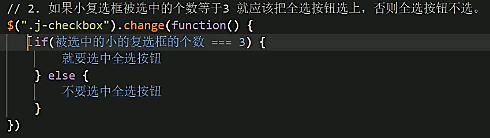 // 2. 如果小复选框被选中的个数等于3 就应该把全选按钮选上，否则全选按钮不选。
$(".j-checkbox").change(function() {
if(被选中的小的复选框的个数 === 3) {
就要选中全选按钮
} else {
不要选中全选按钮
}
})